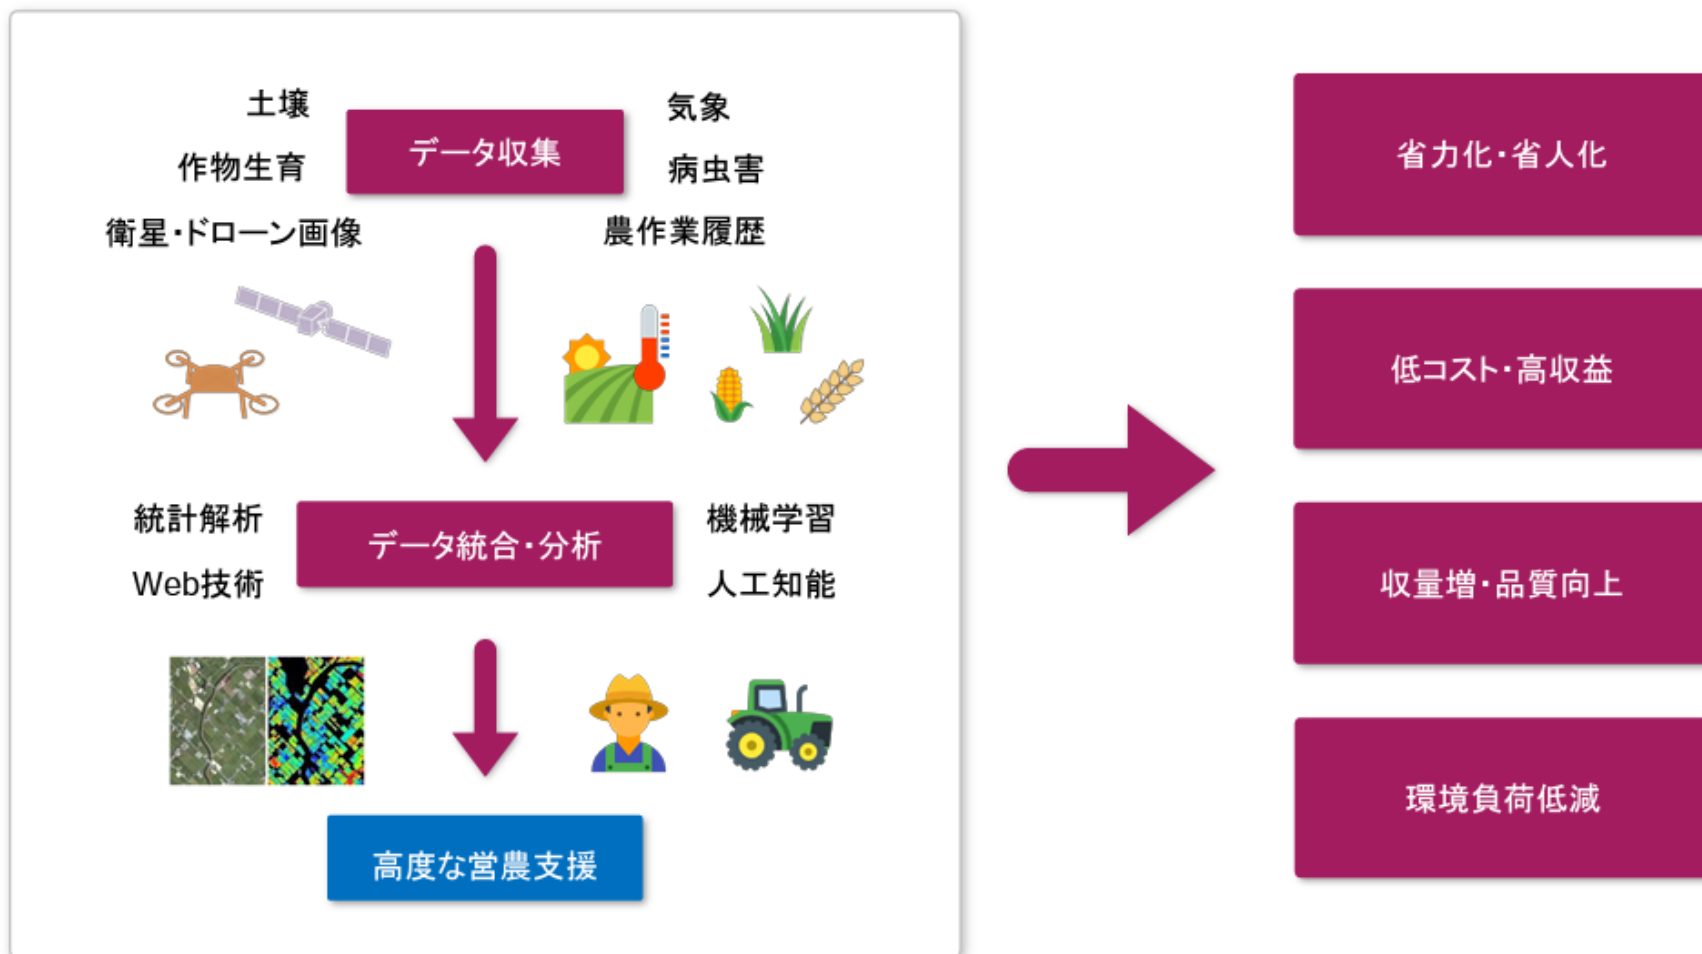 土壌
作物生育
衛星・ドローン画像
データ収集
気象
病虫害
農作業履歴
統計解析
Web技術
データ統合・分析
機械学習
人工知能
高度な営農支援
省力化・省人化
低コスト・高収益
収量増・品質向上
環境負荷低減